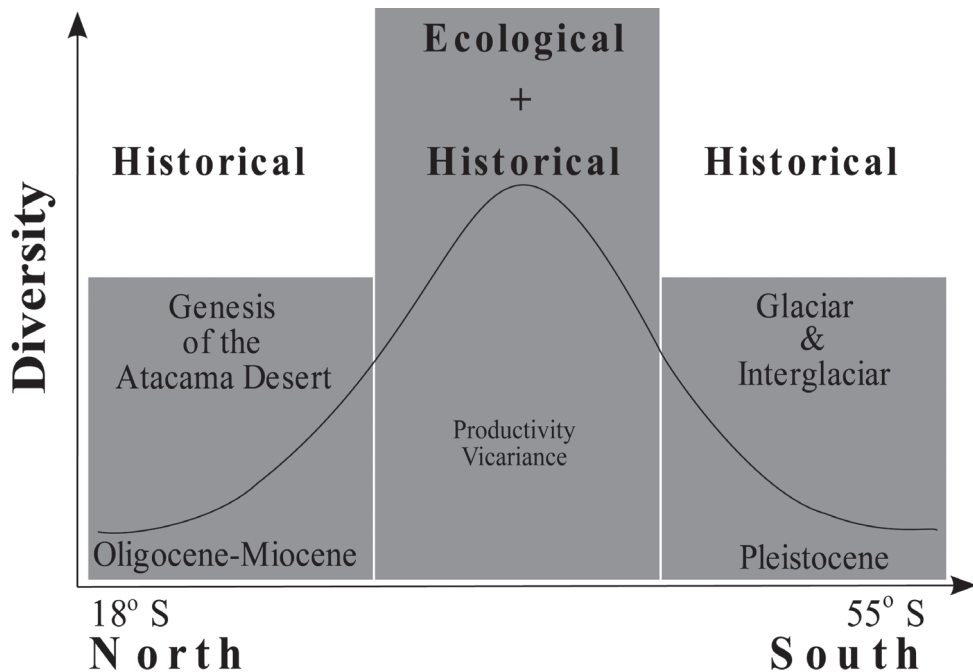 Diversity
Historical
Ecological
+
Historical
Historical
Genesis
of the
Atacama Desert
Productivity
Vicariance
Glaciar
&
Interglaciar
Oligocene-Miocene
Pleistocene
18° S
55° S
North
South